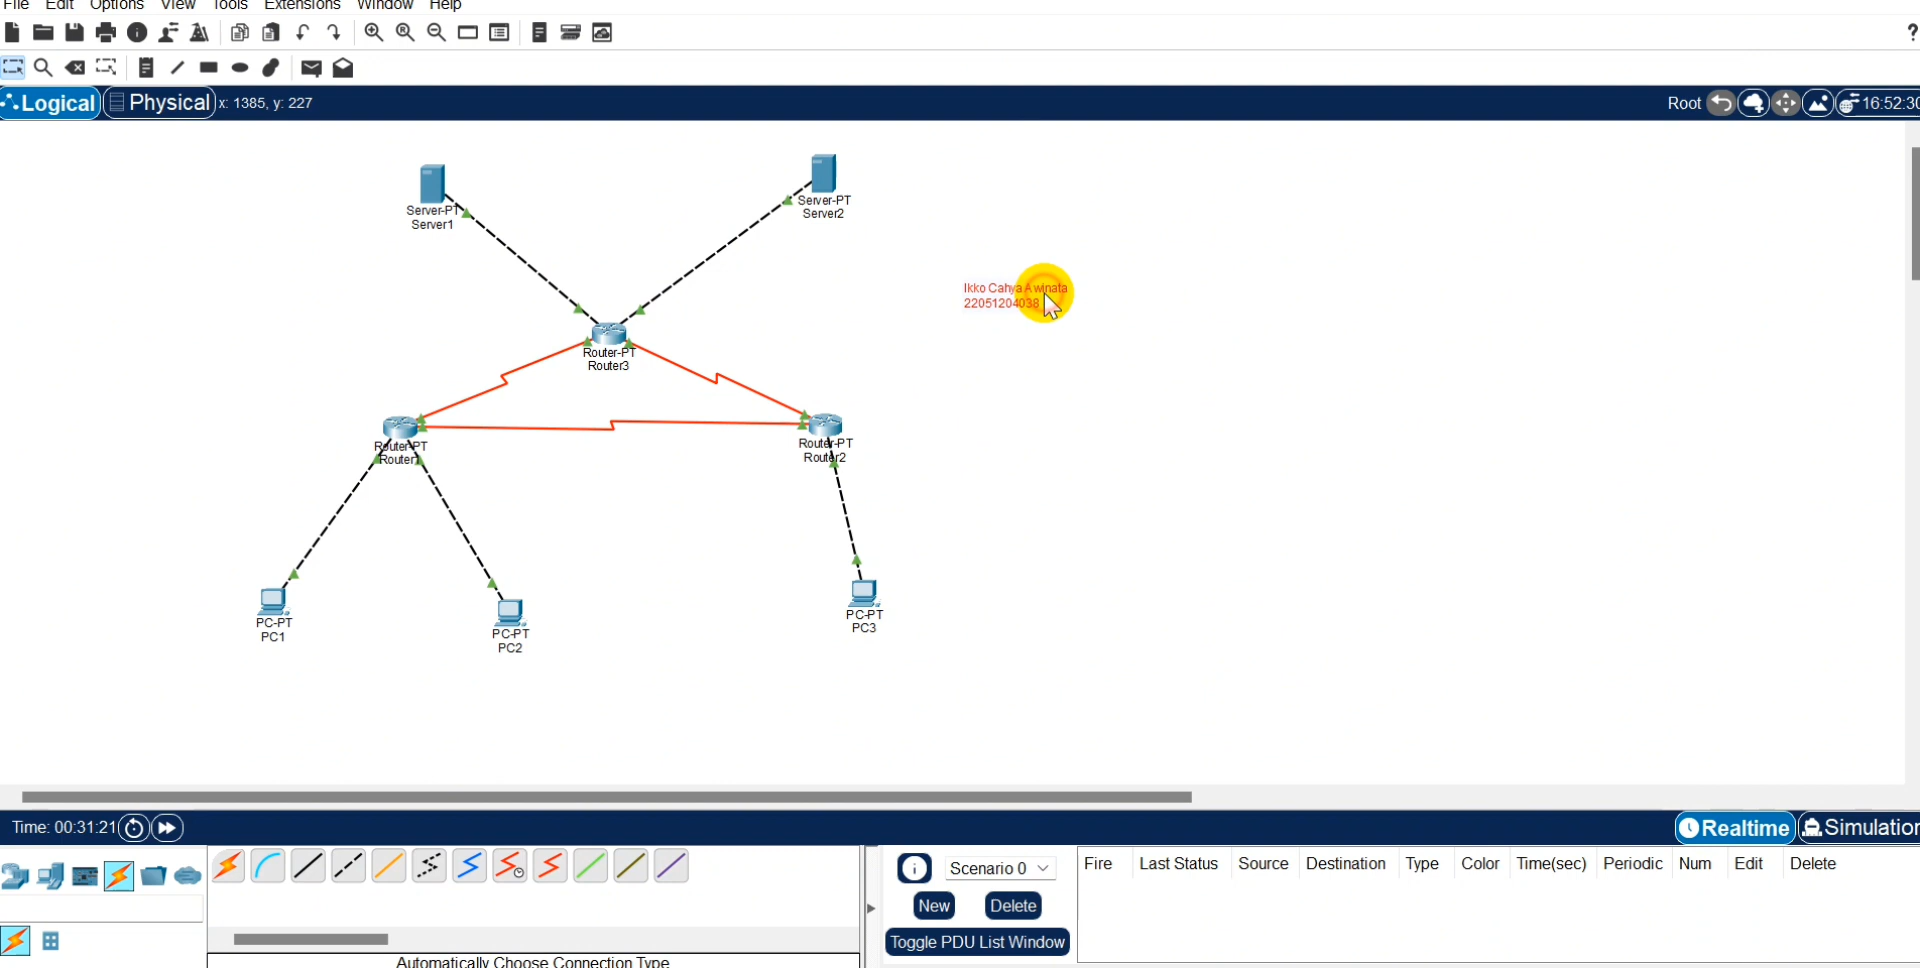 File Edit Options View Tools Extensions Window Help
?
Logical Physical x: 1385, y: 227 Root 16:52:30
Server-PT
Server1
Server-PT
Server2
Ikko Cahya Awinata
22051204038
Router-PT
Router3
Router-PT
Router1
Router-PT
Router2
PC-PT
PC1
PC-PT
PC2
PC-PT
PC3
Time: 00:31:21 Realtime Simulation
Scenario 0
New Delete
Toggle PDU List Window
Fire Last Status Source Destination Type Color Time(sec) Periodic Num Edit Delete
Automatically Choose Connection Type